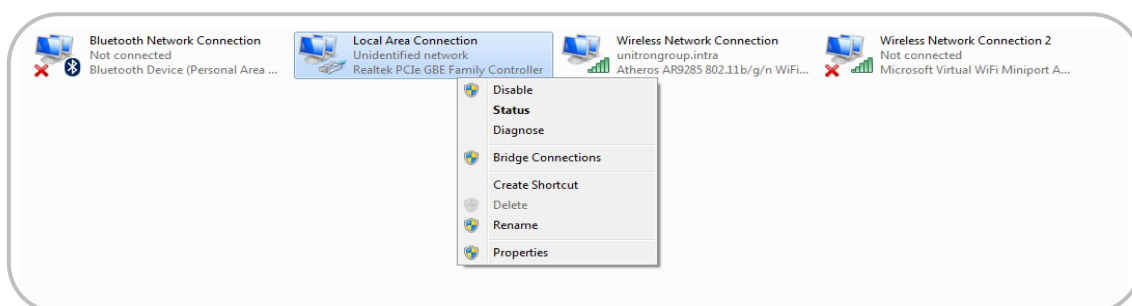 Bluetooth Network Connection
Not connected
Bluetooth Device (Personal Area ...
Local Area Connection
Unidentified network
Realtek PCIe GBE Family Controller
Wireless Network Connection
unitrongroup.intra
Atheros AR9285 802.11b/g/n WiFi...
Wireless Network Connection 2
Not connected
Microsoft Virtual WiFi Miniport A...
Disable
Status
Diagnose
Bridge Connections
Create Shortcut
Delete
Rename
Properties